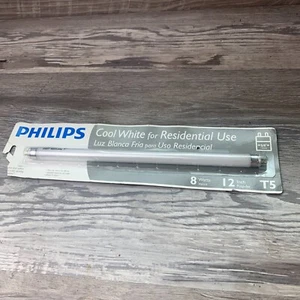 PHILIPS
Cool White for Residential Use
Luz Blanca Fría para Uso Residencial
8
12
T5